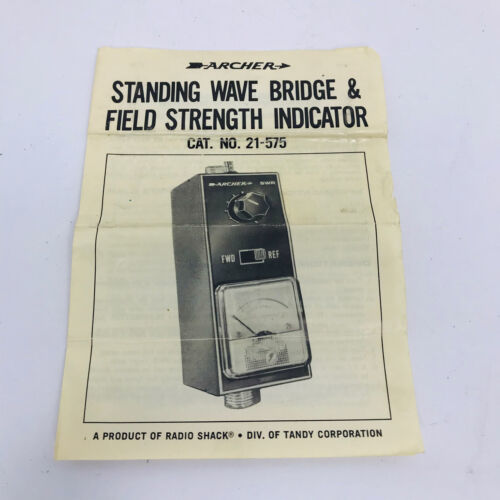 ARCHER
STANDING WAVE BRIDGE &
FIELD STRENGTH INDICATOR
CAT. NO. 21-575
ARCHER SWR
FWD REF
A PRODUCT OF RADIO SHACK® • DIV. OF TANDY CORPORATION